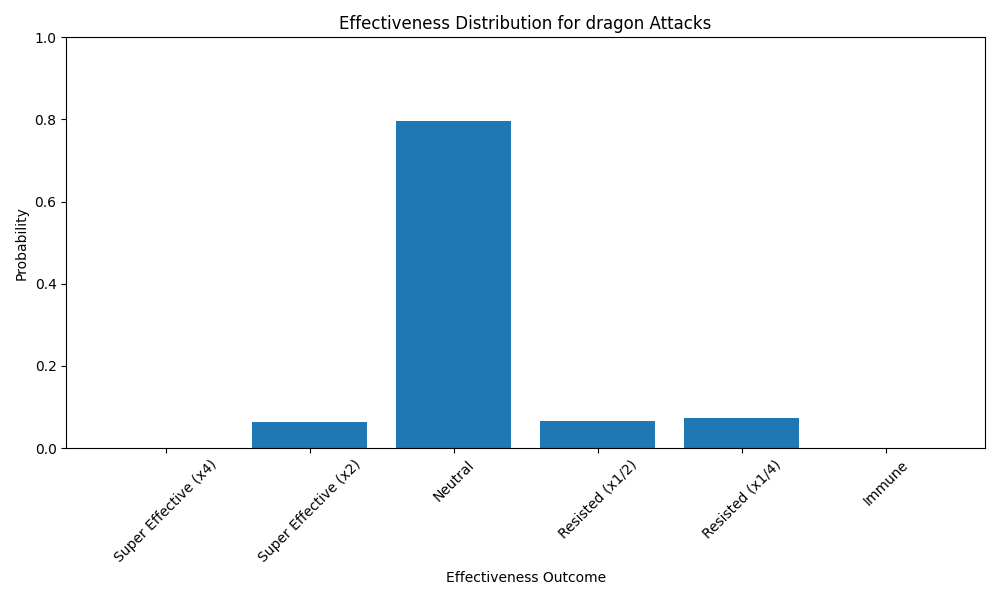 Effectiveness Distribution for dragon Attacks
1.0
0.8
0.6
0.4
0.2
0.0
Probability
Super Effective (x4)
Super Effective (x2)
Neutral
Resisted (x1/2)
Resisted (x1/4)
Immune
Effectiveness Outcome